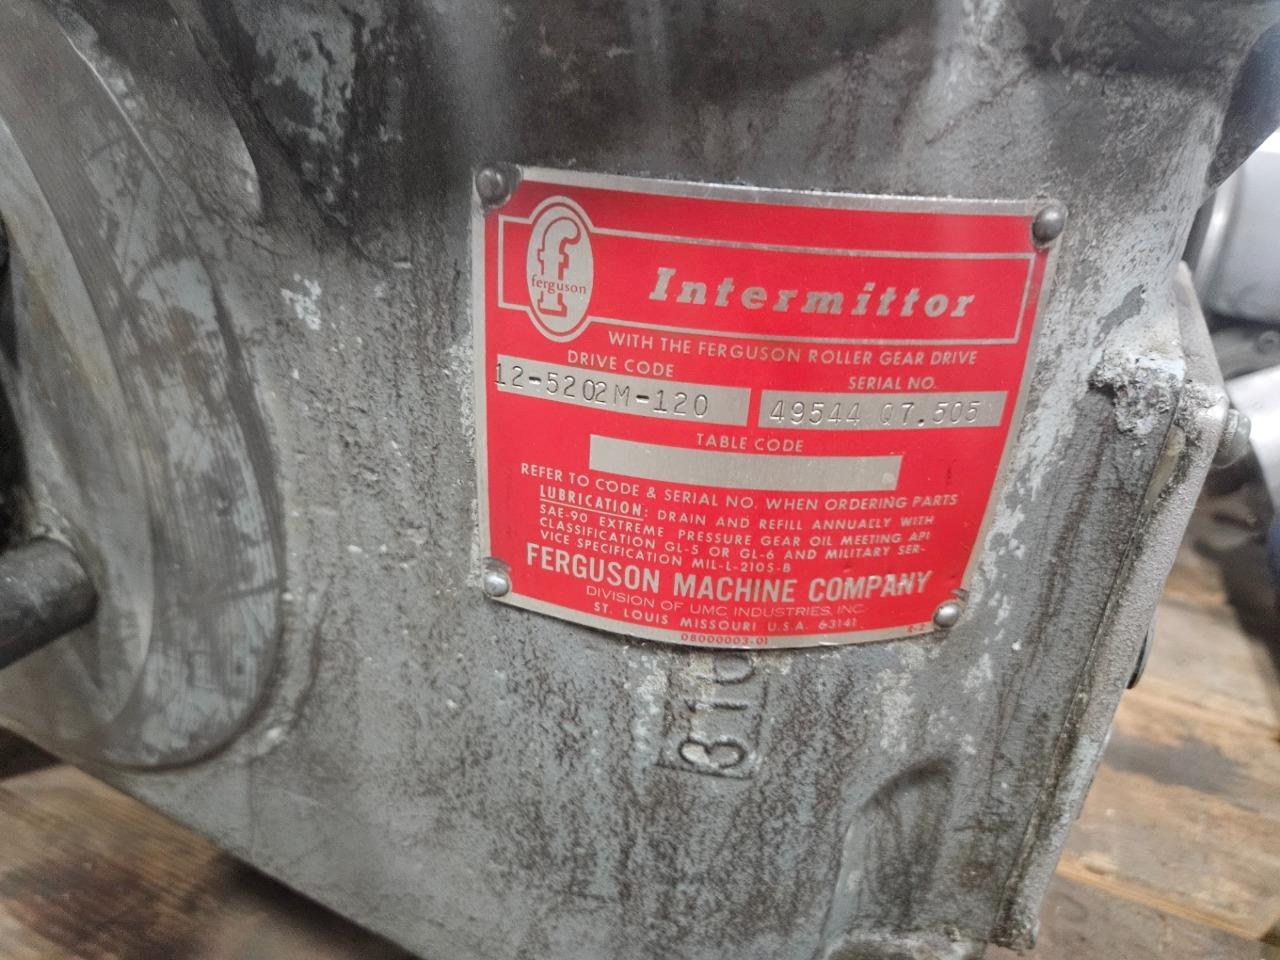 ferguson
Intermittor
WITH THE FERGUSON ROLLER GEAR DRIVE
DRIVE CODE
SERIAL NO.
12-5202M-120
49544 Q7.505
TABLE CODE
REFER TO CODE & SERIAL NO. WHEN ORDERING PARTS
LUBRICATION: DRAIN AND REFILL ANNUALLY WITH
SAE-90 EXTREME PRESSURE GEAR OIL MEETING API
CLASSIFICATION GL-5 OR GL-6 AND MILITARY SER-
VICE SPECIFICATION MIL-L-2105-B
FERGUSON MACHINE COMPANY
DIVISION OF UMC INDUSTRIES, INC.
ST. LOUIS MISSOURI U.S.A. 63141
08000003-01